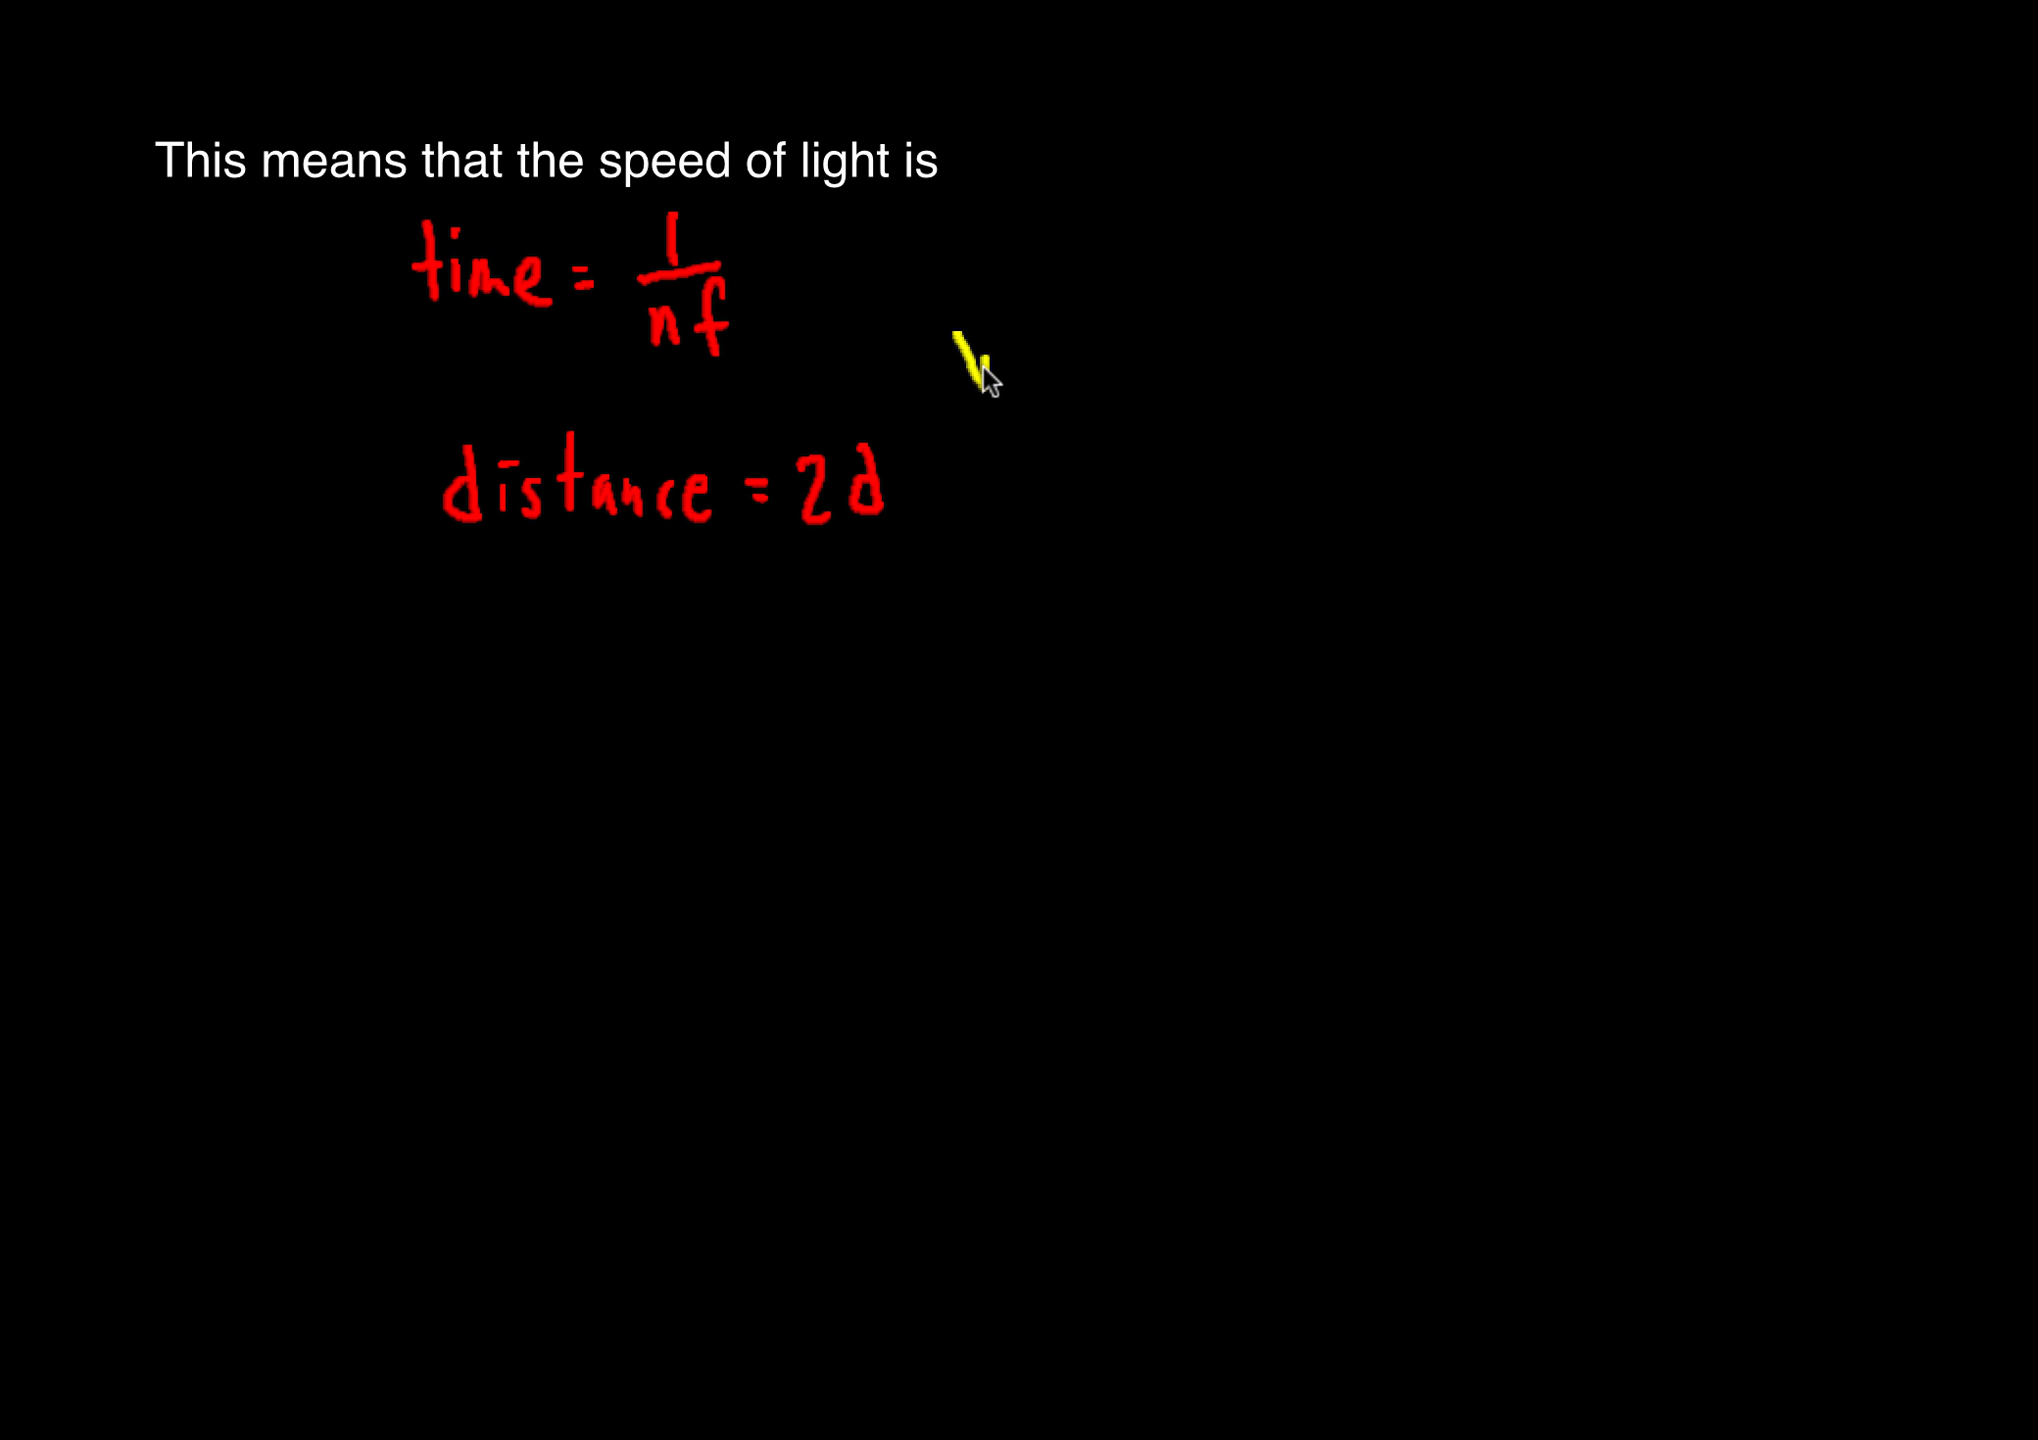 This means that the speed of light is
time = 1/nf
v
distance = 2d